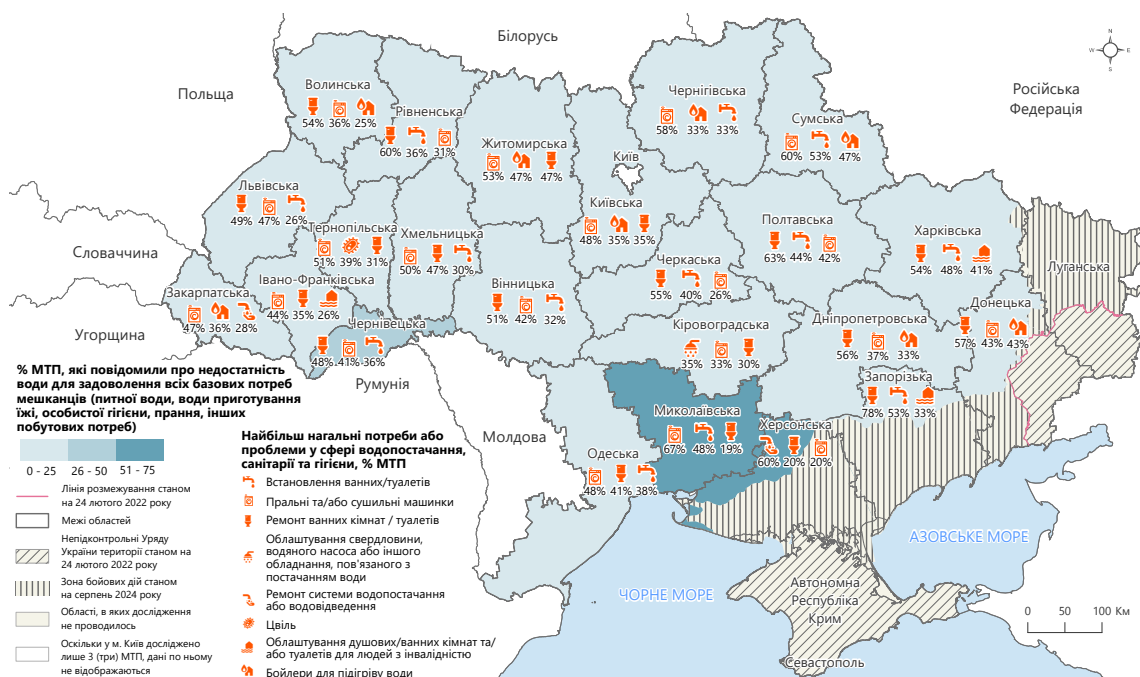 Білорусь
Польща
Російська
Федерація
Словаччина
Угорщина
Румунія
Молдова
N
W
E
S
Волинська
54% 36% 25%
Рівненська
60% 36% 31%
Житомирська
53% 47% 47%
Чернігівська
58% 33% 33%
Сумська
60% 53% 47%
Київ
Київська
48% 35% 35%
Львівська
49% 47% 26%
Тернопільська
51% 39% 31%
Хмельницька
50% 47% 30%
Полтавська
63% 44% 42%
Харківська
54% 48% 41%
Луганська
Черкаська
55% 40% 26%
Вінницька
51% 42% 32%
Івано-Франківська
44% 35% 26%
Закарпатська
47% 36% 28%
Чернівецька
48% 41% 36%
Кіровоградська
35% 33% 30%
Дніпропетровська
56% 37% 33%
Донецька
57% 43% 43%
Запорізька
78% 53% 33%
Миколаївська
67% 48% 19%
Херсонська
60% 20% 20%
Одеська
48% 41% 38%
АЗОВСЬКЕ МОРЕ
ЧОРНЕ МОРЕ
Автономна
Республіка
Крим
Севастополь
0 50 100 Км
% МТП, які повідомили про недостатність
води для задоволення всіх базових потреб
мешканців (питної води, води приготування
їжі, особистої гігієни, прання, інших
побутових потреб)
0 - 25 26 - 50 51 - 75
Лінія розмежування станом
на 24 лютого 2022 року
Межі областей
Непідконтрольні Уряду
України території станом на
24 лютого 2022 року
Зона бойових дій станом
на серпень 2024 року
Області, в яких дослідження
не проводилось
Оскільки у м. Київ досліджено
лише 3 (три) МТП, дані по ньому
не відображаються
Найбільш нагальні потреби або
проблеми у сфері водопостачання,
санітарії та гігієни, % МТП
Встановлення ванних/туалетів
Пральні та/або сушильні машинки
Ремонт ванних кімнат / туалетів
Облаштування свердловини,
водяного насоса або іншого
обладнання, пов'язаного з
постачанням води
Ремонт системи водопостачання
або водовідведення
Цвіль
Облаштування душових/ванних кімнат та/
або туалетів для людей з інвалідністю
Бойлери для підігріву води